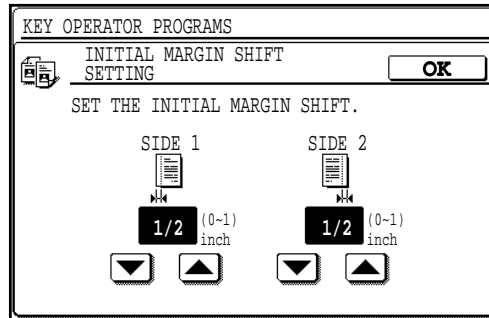 KEY OPERATOR PROGRAMS
INITIAL MARGIN SHIFT
SETTING
OK
SET THE INITIAL MARGIN SHIFT.
SIDE 1
SIDE 2
1/2
(0~1)
inch
1/2
(0~1)
inch